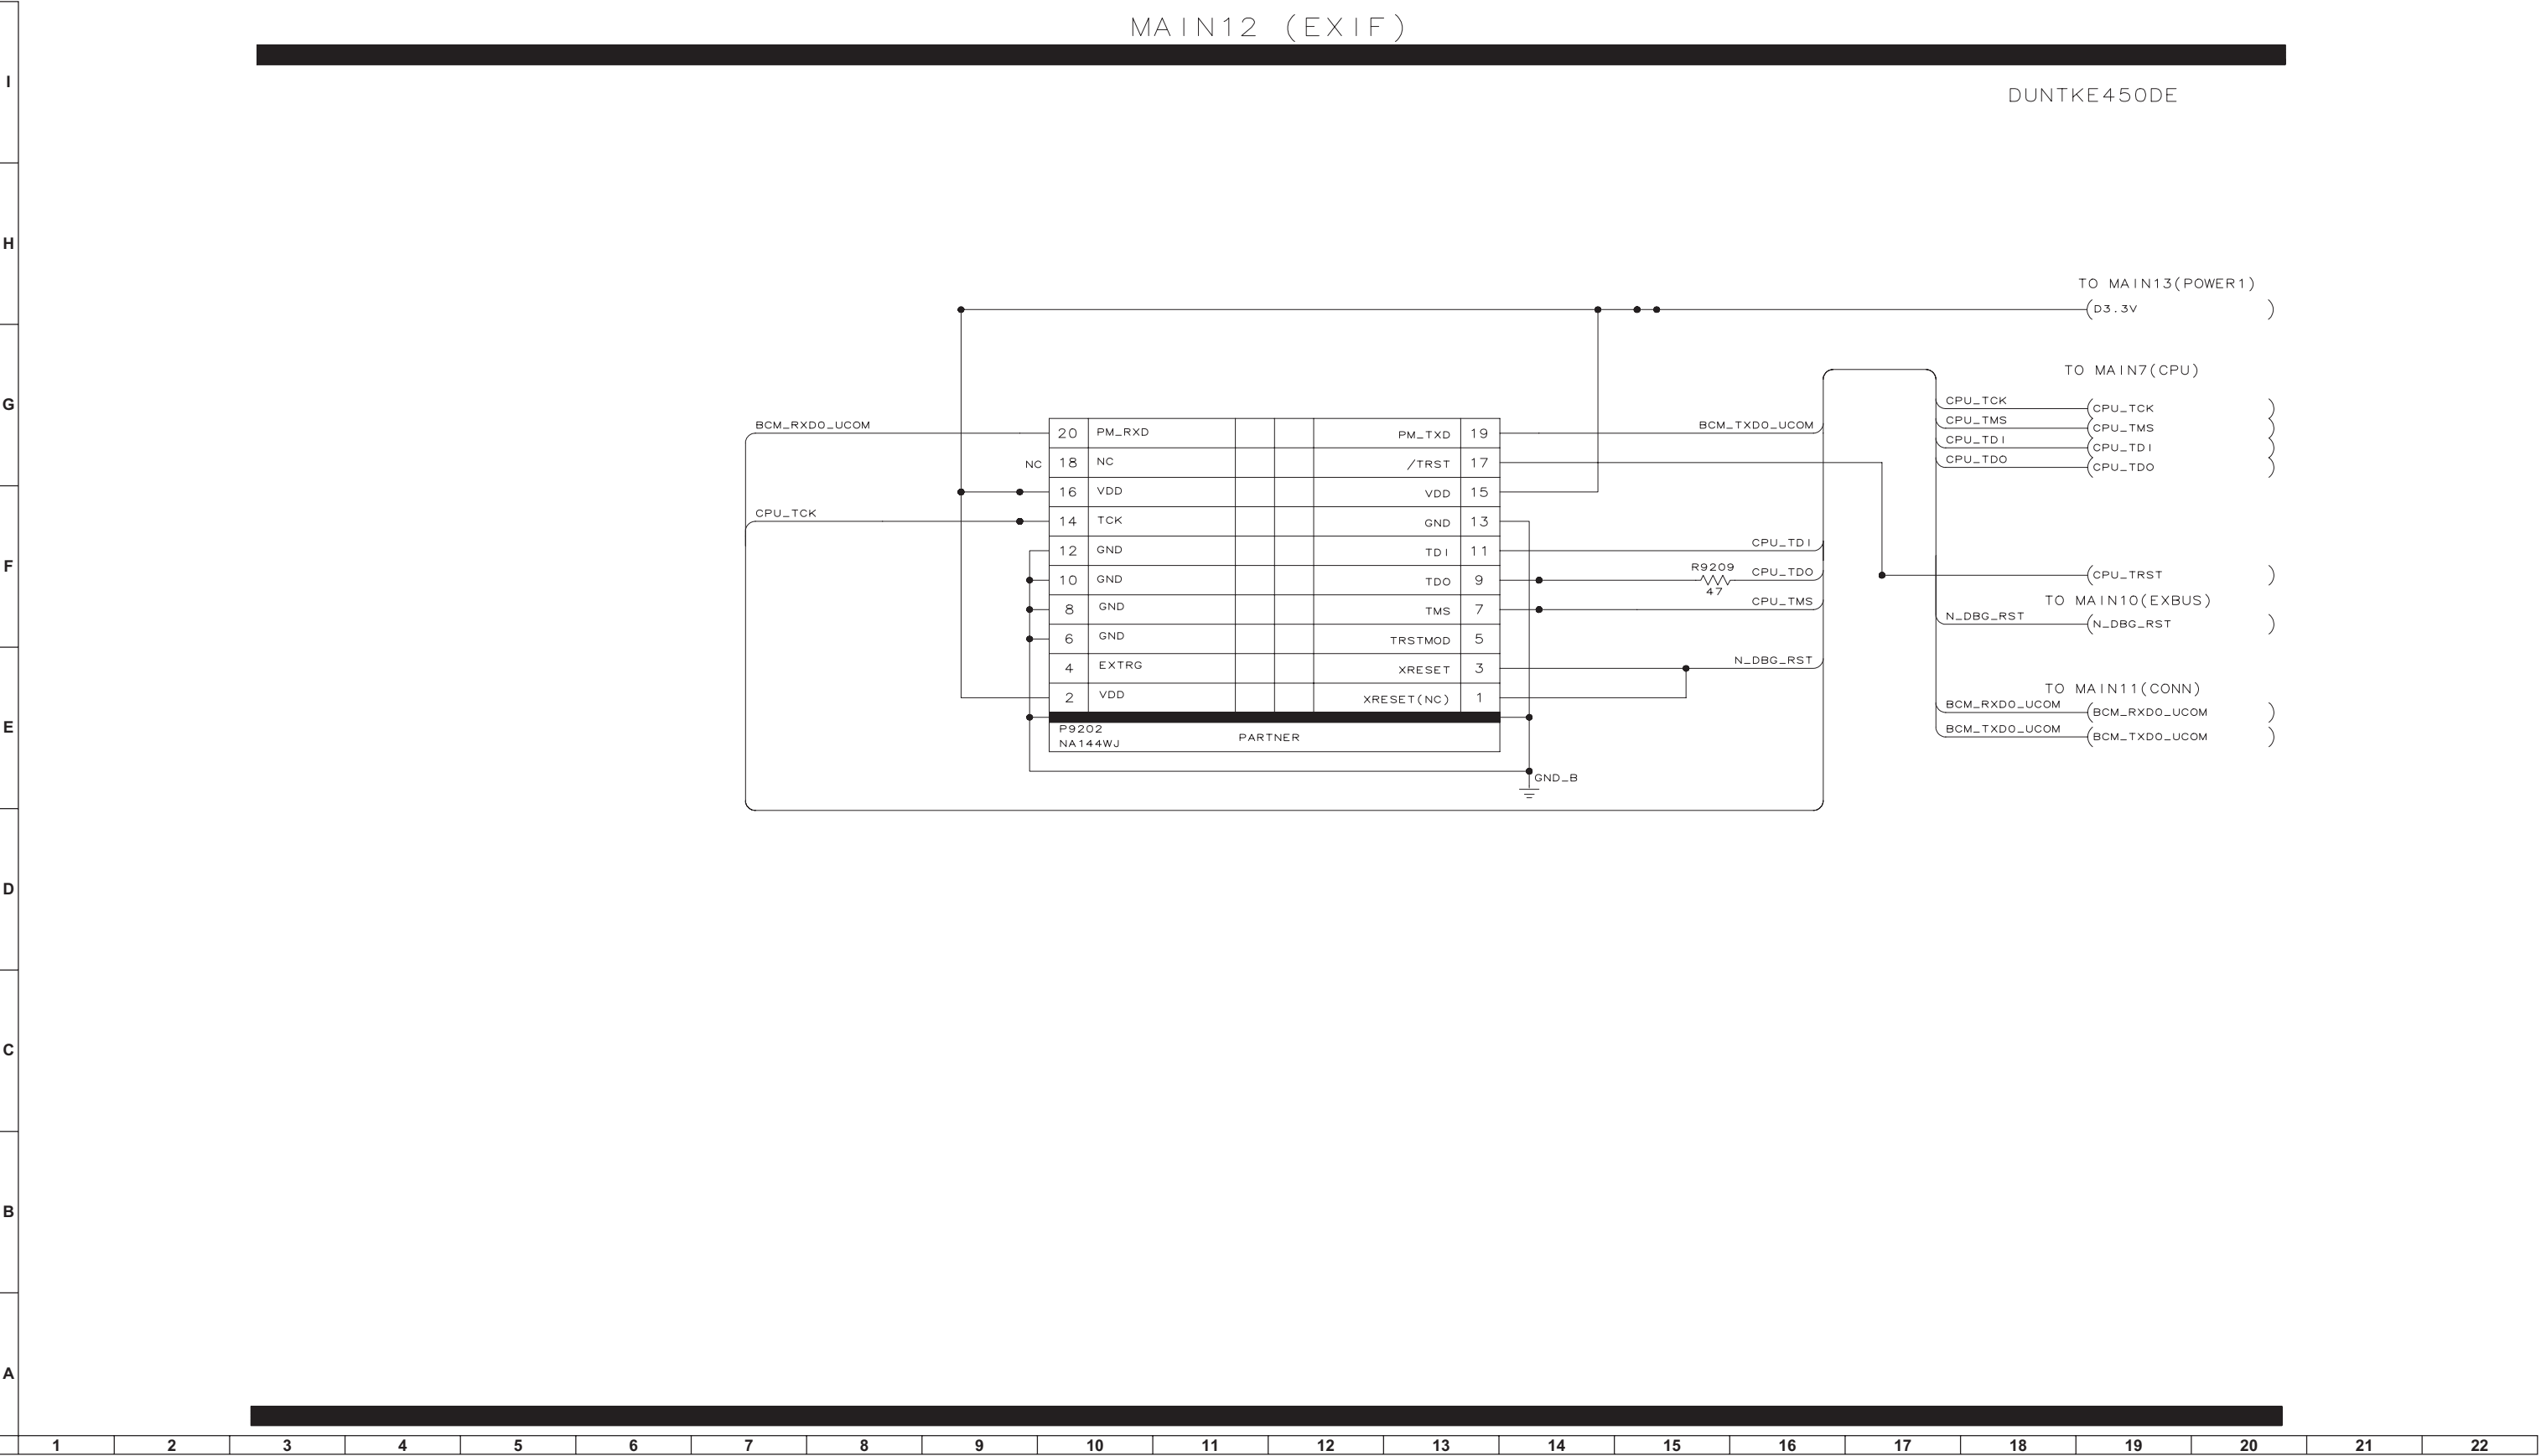 MAIN12 (EXIF)
DUNTKE450DE
I
H
G
F
E
D
C
B
A
TO MAIN13(POWER1)
D3.3V
TO MAIN7(CPU)
CPU_TCK (CPU_TCK )
CPU_TMS (CPU_TMS )
CPU_TDI (CPU_TDI )
CPU_TDO (CPU_TDO )
(CPU_TRST )
TO MAIN10(EXBUS)
N_DBG_RST (N_DBG_RST )
TO MAIN11(CONN)
BCM_RXD0_UCOM (BCM_RXD0_UCOM )
BCM_TXD0_UCOM (BCM_TXD0_UCOM )
BCM_RXD0_UCOM 20 PM_RXD PM_TXD 19 BCM_TXD0_UCOM
NC 18 NC /TRST 17
16 VDD VDD 15
CPU_TCK 14 TCK GND 13
12 GND TDI 11 CPU_TDI
10 GND TDO 9 R9209 47 CPU_TDO
8 GND TMS 7 CPU_TMS
6 GND TRSTMOD 5
4 EXTRG XRESET 3 N_DBG_RST
2 VDD XRESET(NC) 1
P9202
NA144WJ PARTNER
GND_B
1 2 3 4 5 6 7 8 9 10 11 12 13 14 15 16 17 18 19 20 21 22